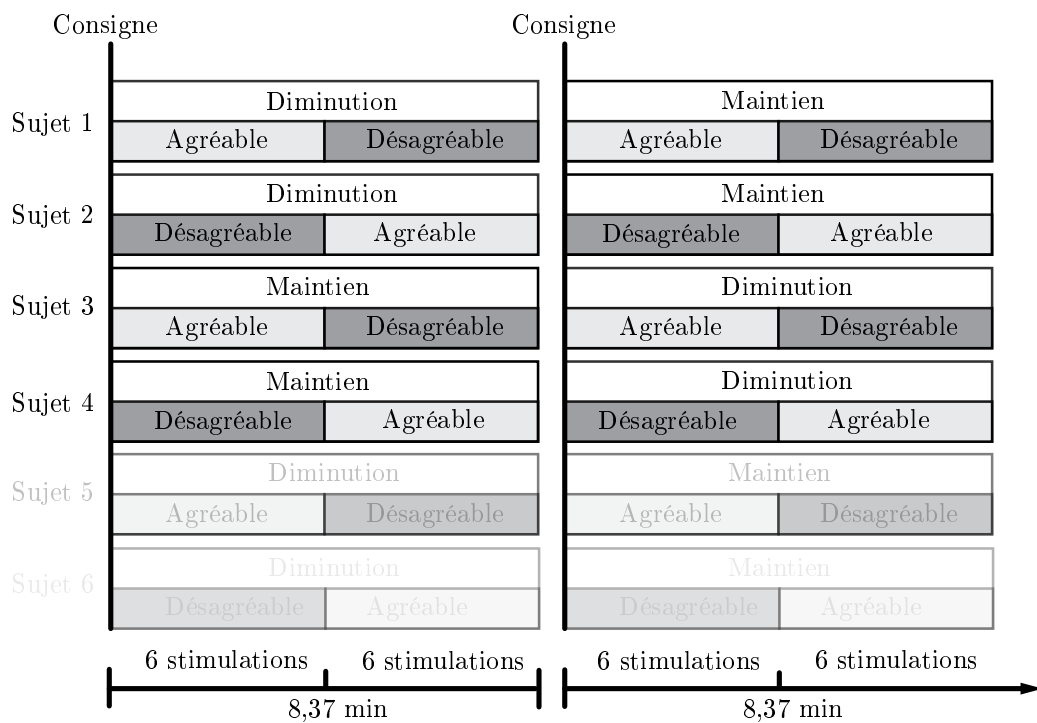 Consigne Consigne
Diminution Maintien
Sujet 1
Agréable Désagréable Agréable Désagréable
Diminution Maintien
Sujet 2
Désagréable Agréable Désagréable Agréable
Maintien Diminution
Sujet 3
Agréable Désagréable Agréable Désagréable
Maintien Diminution
Sujet 4
Désagréable Agréable Désagréable Agréable
Diminution Maintien
Sujet 5
Agréable Désagréable Agréable Désagréable
Diminution Maintien
Sujet 6
Désagréable Agréable Désagréable Agréable
6 stimulations 6 stimulations 6 stimulations 6 stimulations
8,37 min 8,37 min